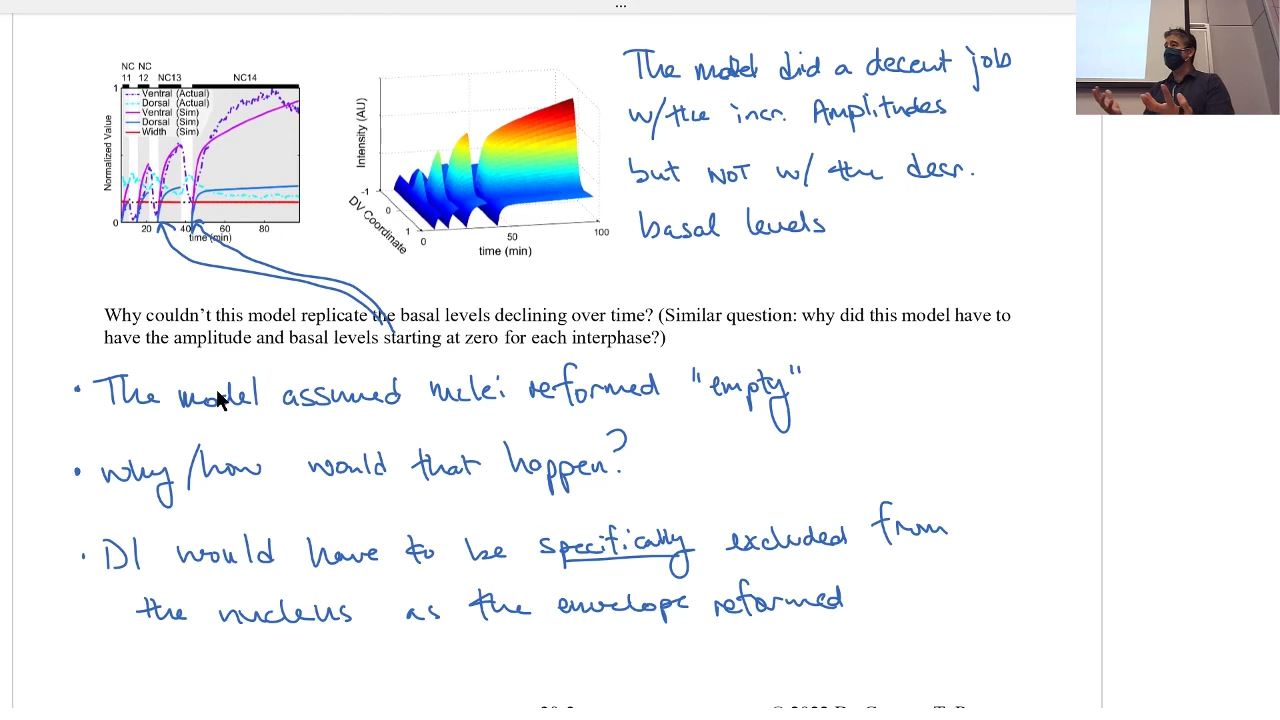 ...
NC NC
11 12 NC13 NC14
1
Ventral (Actual)
Dorsal (Actual)
Ventral (Sim)
Dorsal (Sim)
Width (Sim)
Normalized Value
0
20 40 60 80
time (min)
Intensity (AU)
-1
0
1
DV Coordinate
0 50 100
time (min)
The model did a decent job
w/the incr. Amplitudes
but NOT w/ the decr.
basal levels
Why couldn't this model replicate the basal levels declining over time? (Similar question: why did this model have to
have the amplitude and basal levels starting at zero for each interphase?)
• The model assumed nuclei reformed "empty"
• why/how would that happen?
• Dl would have to be specifically excluded from
the nucleus as the envelope reformed